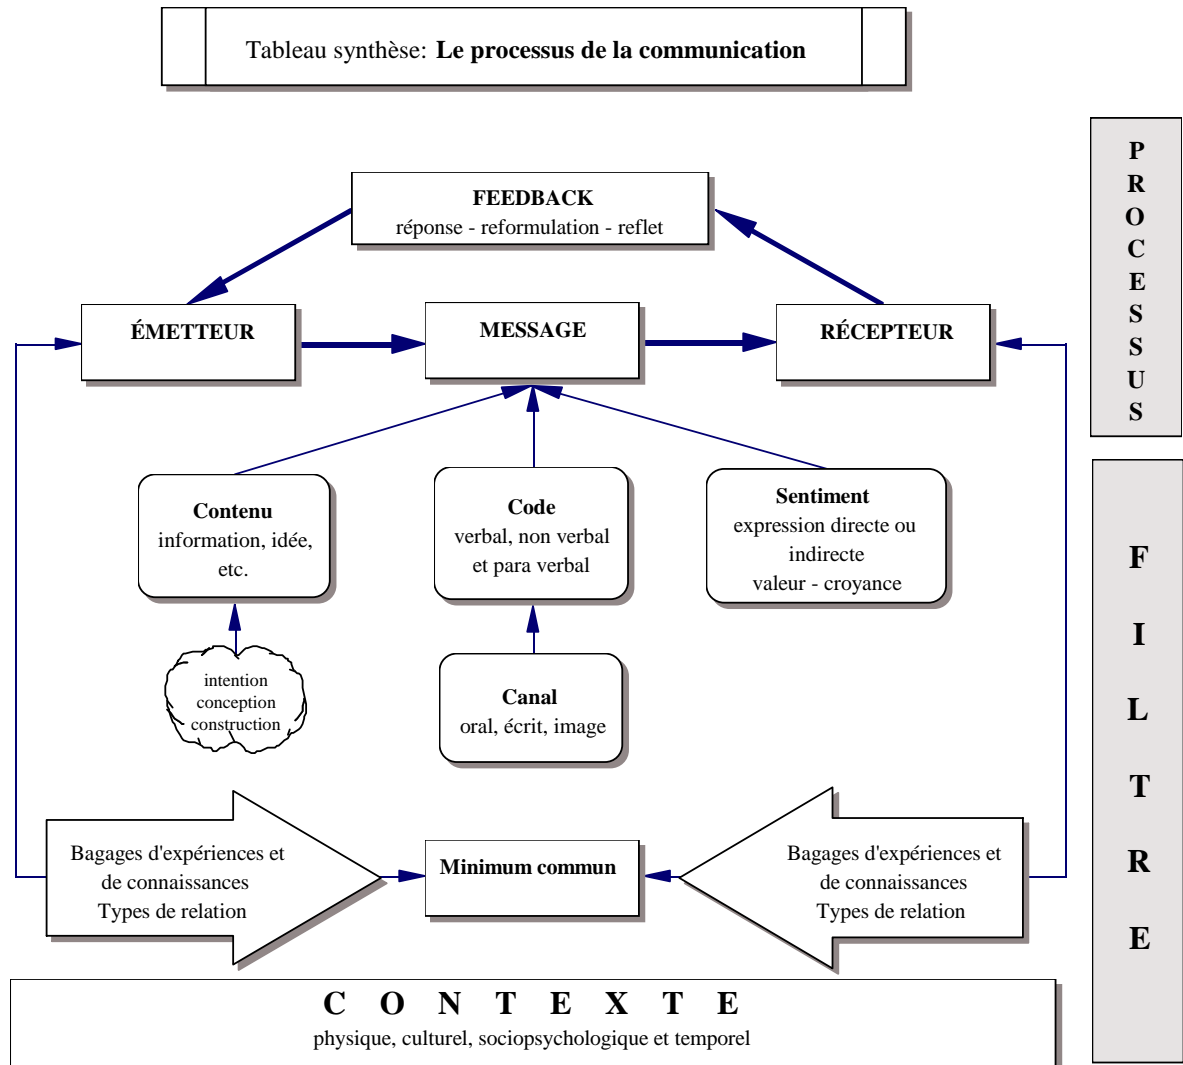 Tableau synthèse: Le processus de la communication
PROCESSUS
FEEDBACK
réponse - reformulation - reflet
ÉMETTEUR
MESSAGE
RÉCEPTEUR
Contenu
information, idée,
etc.
Code
verbal, non verbal
et para verbal
Sentiment
expression directe ou
indirecte
valeur - croyance
FILTRE
intention
conception
construction
Canal
oral, écrit, image
Bagages d'expériences et
de connaissances
Types de relation
Minimum commun
Bagages d'expériences et
de connaissances
Types de relation
CONTEXTE
physique, culturel, sociopsychologique et temporel